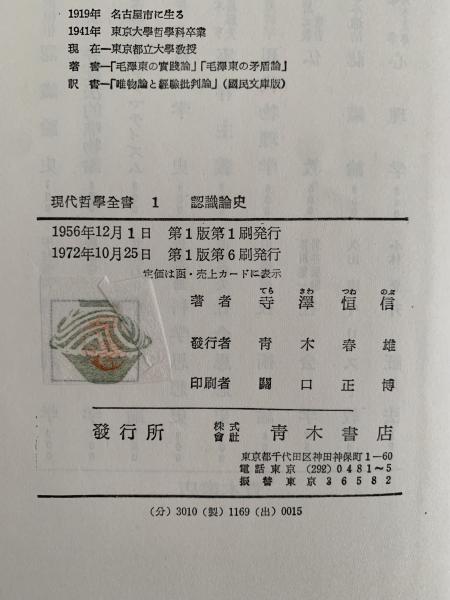 1919年 名古屋市に生る
1941年 東京大學哲學科卒業
現 在―東京都立大學教授
著 書―「毛澤東の實踐論」「毛澤東の矛盾論」
訳 書―「唯物論と經驗批判論」(國民文庫版)
現代哲學全書 1 認識論史
1956年12月1日 第1版第1刷発行
1972年10月25日 第1版第6刷発行
定価は函・売上カードに表示
てら さわ つね のぶ
著者 寺澤恒信
發行者 青木春雄
印刷者 關口正博
發行所 株式會社 青木書店
東京都千代田区神田神保町1―60
電話東京(292)0481~5
振替東京36582
(分)3010(製)1169(出)0015